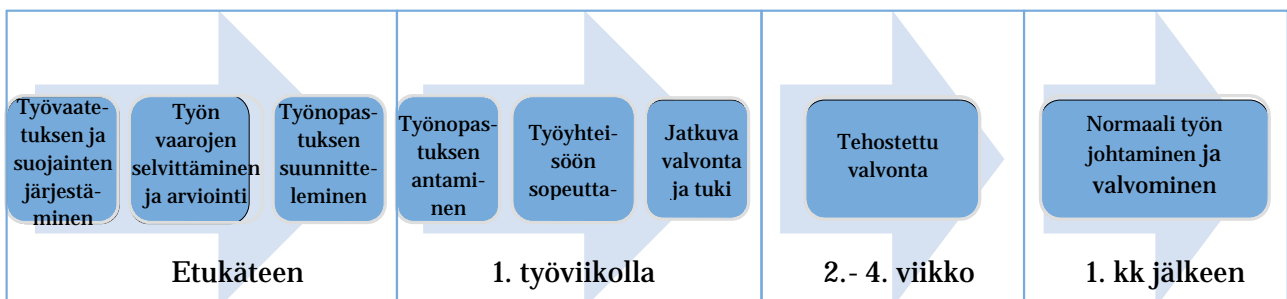 Työvaate-
tuksen ja
suojainten
järjestä-
minen
Työn
vaarojen
selvittäminen
ja arviointi
Työnopas-
tuksen
suunnitte-
leminen
Etukäteen
Työnopas-
tuksen
antami-
nen
Työyhtei-
söön
sopeutta-
Jatkuva
valvonta
ja tuki
1. työviikolla
Tehostettu
valvonta
2.- 4. viikko
Normaali työn
johtaminen ja
valvominen
1. kk jälkeen